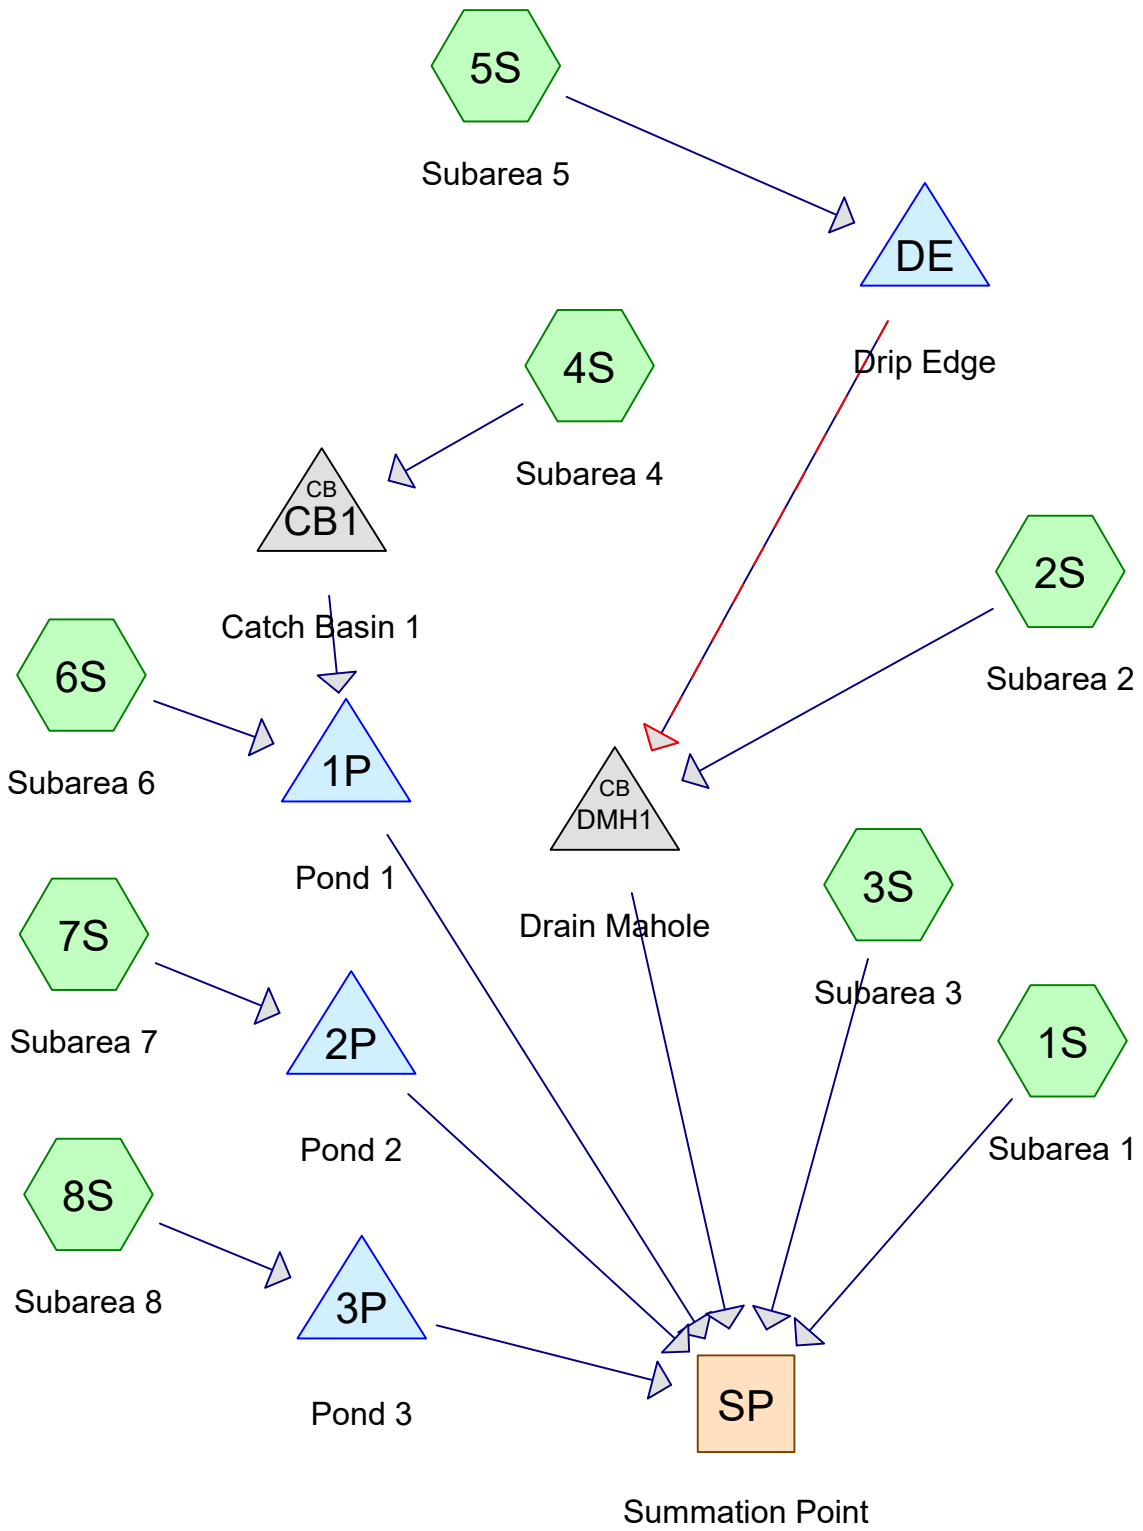 5S
Subarea 5
DE
Drip Edge
4S
Subarea 4
CB
CB1
Catch Basin 1
2S
Subarea 2
6S
Subarea 6
1P
Pond 1
CB
DMH1
Drain Mahole
3S
Subarea 3
7S
Subarea 7
2P
Pond 2
1S
Subarea 1
8S
Subarea 8
3P
Pond 3
SP
Summation Point